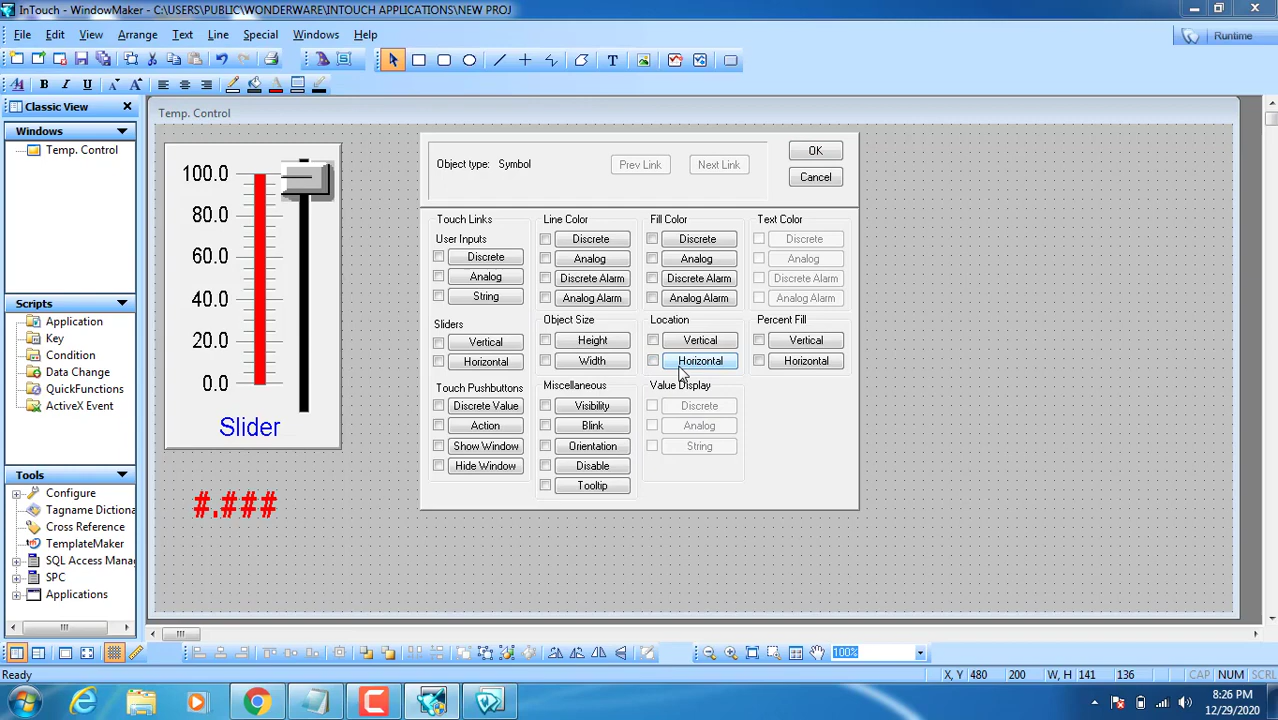 InTouch - WindowMaker - C:\USERS\PUBLIC\WONDERWARE\INTOUCH APPLICATIONS\NEW PROJ
File Edit View Arrange Text Line Special Windows Help
Runtime
Classic View
Windows
Temp. Control
Scripts
Application
Key
Condition
Data Change
QuickFunctions
ActiveX Event
Tools
Configure
Tagname Dictiona
Cross Reference
TemplateMaker
SQL Access Manag
SPC
Applications
Temp. Control
100.0
80.0
60.0
40.0
20.0
0.0
Slider
#.###
Object type: Symbol
Prev Link Next Link
OK
Cancel
Touch Links
User Inputs
Discrete
Analog
String
Sliders
Vertical
Horizontal
Touch Pushbuttons
Discrete Value
Action
Show Window
Hide Window
Line Color
Discrete
Analog
Discrete Alarm
Analog Alarm
Object Size
Height
Width
Miscellaneous
Visibility
Blink
Orientation
Disable
Tooltip
Fill Color
Discrete
Analog
Discrete Alarm
Analog Alarm
Location
Vertical
Horizontal
Value Display
Discrete
Analog
String
Text Color
Discrete
Analog
Discrete Alarm
Analog Alarm
Percent Fill
Vertical
Horizontal
100%
Ready
X, Y 480 200 W, H 141 136 CAP NUM SCRL
8:26 PM
12/29/2020